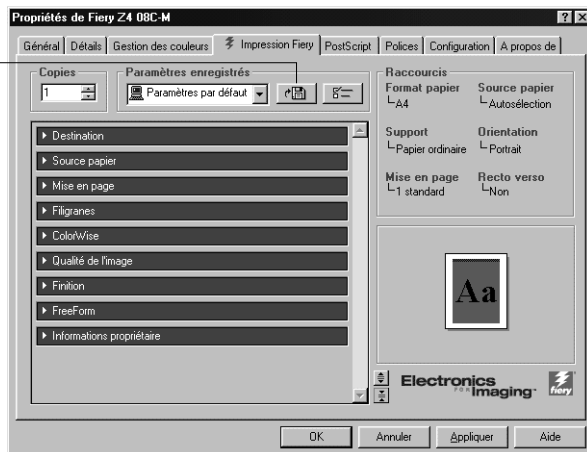 Propriétés de Fiery Z4 08C-M
Général Détails Gestion des couleurs Impression Fiery PostScript Polices Configuration A propos de
Copies
1
Paramètres enregistrés
Paramètres par défaut
Destination
Source papier
Mise en page
Filigranes
ColorWise
Qualité de l'image
Finition
FreeForm
Informations propriétaire
Raccourcis
Format papier Source papier
A4 Autosélection
Support Orientation
Papier ordinaire Portrait
Mise en page Recto verso
1 standard Non
Aa
Electronics
FOR Imaging
fiery
OK Annuler Appliquer Aide